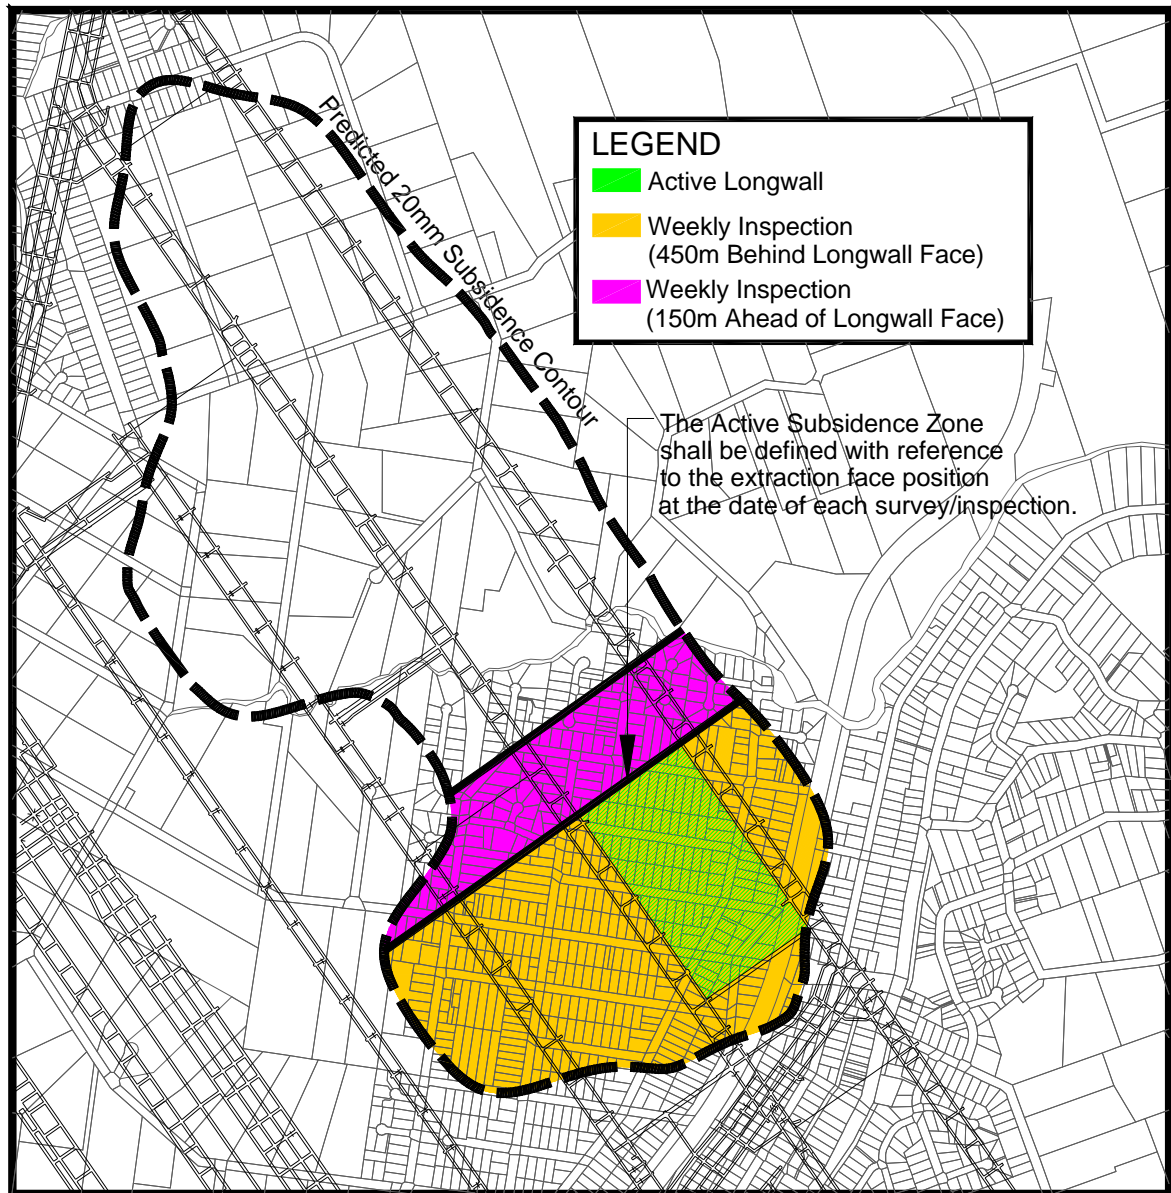 Predicted 20mm Subsidence Contour
LEGEND
Active Longwall
Weekly Inspection
(450m Behind Longwall Face)
Weekly Inspection
(150m Ahead of Longwall Face)
The Active Subsidence Zone
shall be defined with reference
to the extraction face position
at the date of each survey/inspection.